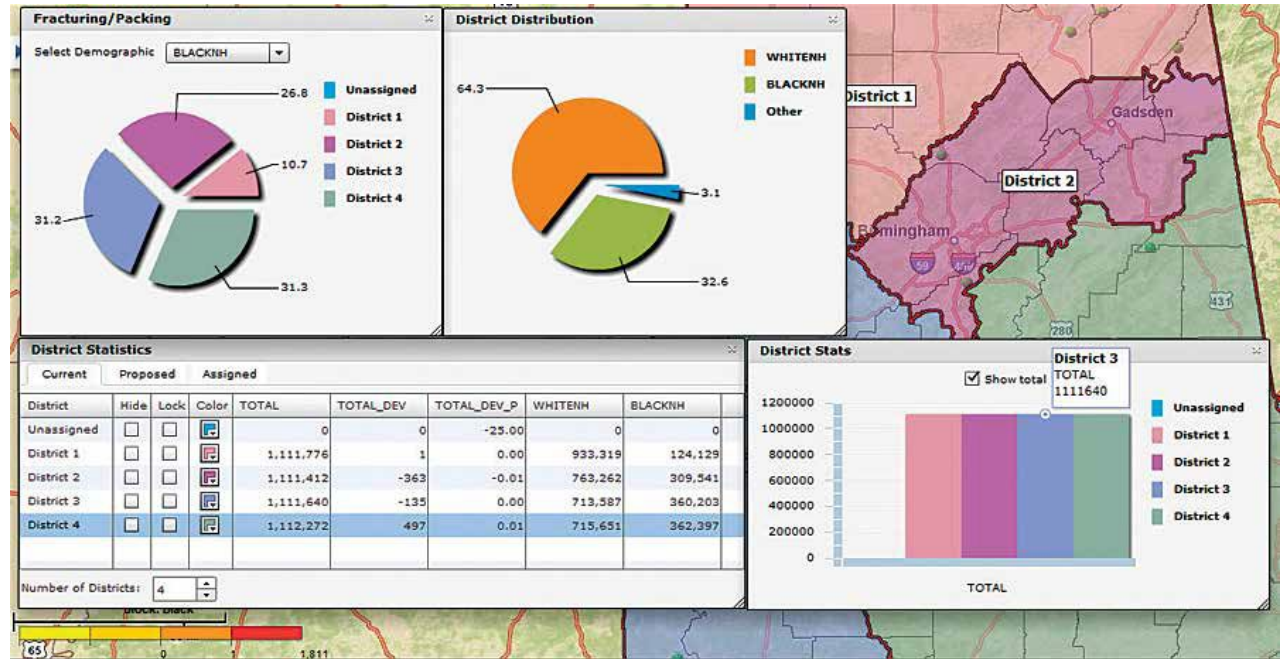 Fracturing/Packing
Select Demographic BLACKNH
26.8
10.7
31.2
31.3
Unassigned
District 1
District 2
District 3
District 4
District Distribution
64.3
3.1
32.6
WHITENH
BLACKNH
Other
District 1
Gadsden
District 2
Birmingham
59
431
280
District Statistics
Current Proposed Assigned
District Hide Lock Color TOTAL TOTAL_DEV TOTAL_DEV_P WHITENH BLACKNH
Unassigned 0 0 -25.00 0 0
District 1 1,111,776 1 0.00 933,319 124,129
District 2 1,111,412 -363 -0.01 763,262 309,541
District 3 1,111,640 -135 0.00 713,587 360,203
District 4 1,112,272 497 0.01 715,651 362,397
Number of Districts: 4
District Stats
Show total
District 3
TOTAL
1111640
1200000
1000000
800000
600000
400000
200000
0
TOTAL
Unassigned
District 1
District 2
District 3
District 4
65
0 1 1,811